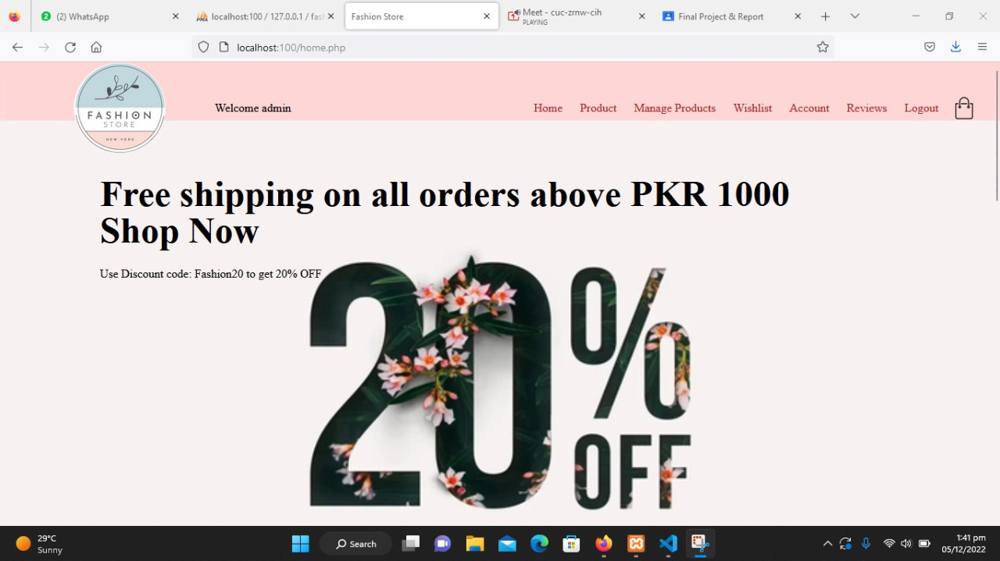 (2) WhatsApp
localhost:100 / 127.0.0.1 / fas
Fashion Store
Meet - cuc-zrnw-cih
PLAYING
Final Project & Report
localhost:100/home.php
FASHION
STORE
NEW YORK
Welcome admin
Home
Product
Manage Products
Wishlist
Account
Reviews
Logout
Free shipping on all orders above PKR 1000
Shop Now
Use Discount code: Fashion20 to get 20% OFF
20%
OFF
29°C
Sunny
Search
1:41 pm
05/12/2022